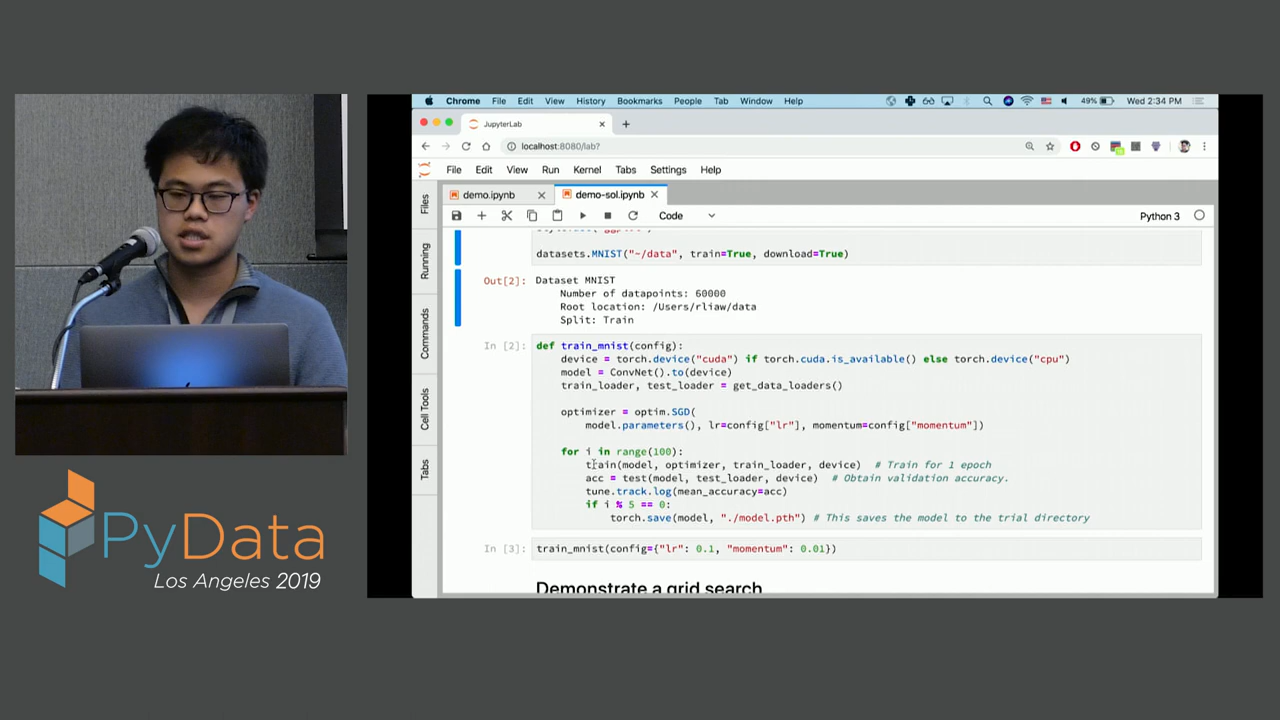 Chrome File Edit View History Bookmarks People Tab Window Help 49% Wed 2:34 PM
JupyterLab
localhost:8080/lab?
File Edit View Run Kernel Tabs Settings Help
demo.ipynb demo-sol.ipynb
Code Python 3
Files
Running
Commands
Cell Tools
Tabs
datasets.MNIST("~/data", train=True, download=True)
Out[2]: Dataset MNIST
Number of datapoints: 60000
Root location: /Users/rliaw/data
Split: Train
In [2]: def train_mnist(config):
device = torch.device("cuda") if torch.cuda.is_available() else torch.device("cpu")
model = ConvNet().to(device)
train_loader, test_loader = get_data_loaders()
optimizer = optim.SGD(
model.parameters(), lr=config["lr"], momentum=config["momentum"])
for i in range(100):
train(model, optimizer, train_loader, device) # Train for 1 epoch
acc = test(model, test_loader, device) # Obtain validation accuracy.
tune.track.log(mean_accuracy=acc)
if i % 5 == 0:
torch.save(model, "./model.pth") # This saves the model to the trial directory
In [3]: train_mnist(config={"lr": 0.1, "momentum": 0.01})
Demonstrate a grid search
PyData
Los Angeles 2019